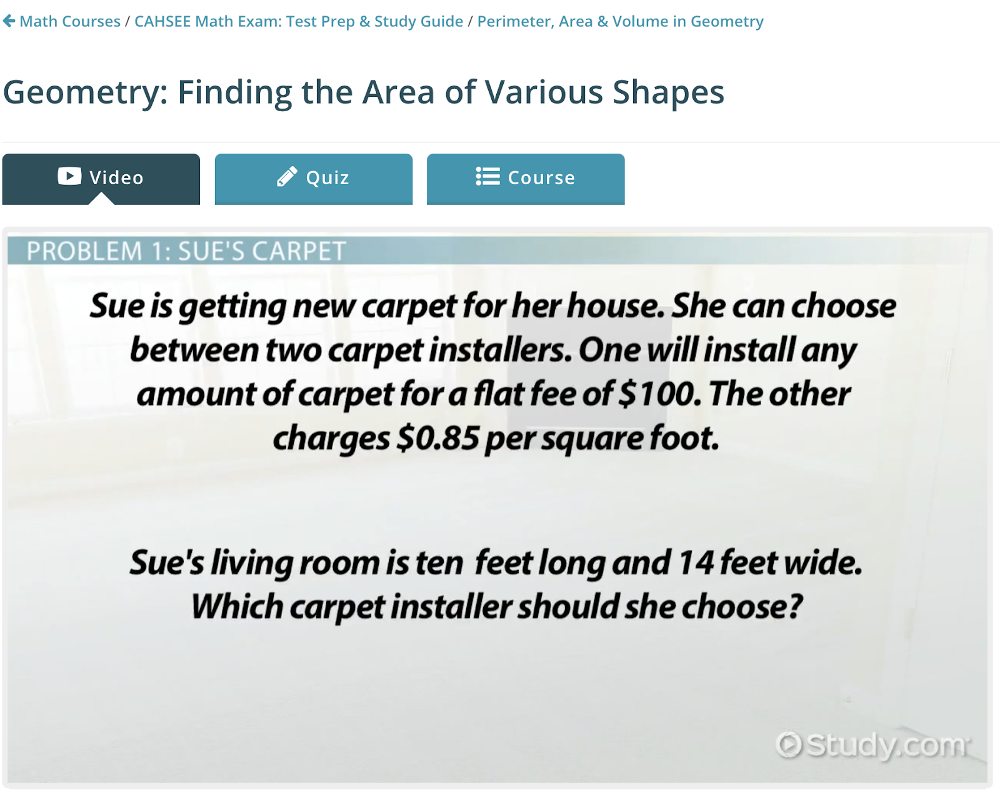 Math Courses / CAHSEE Math Exam: Test Prep & Study Guide / Perimeter, Area & Volume in Geometry
Geometry: Finding the Area of Various Shapes
Video Quiz Course
PROBLEM 1: SUE'S CARPET
Sue is getting new carpet for her house. She can choose
between two carpet installers. One will install any
amount of carpet for a flat fee of $100. The other
charges $0.85 per square foot.
Sue's living room is ten feet long and 14 feet wide.
Which carpet installer should she choose?
Study.com